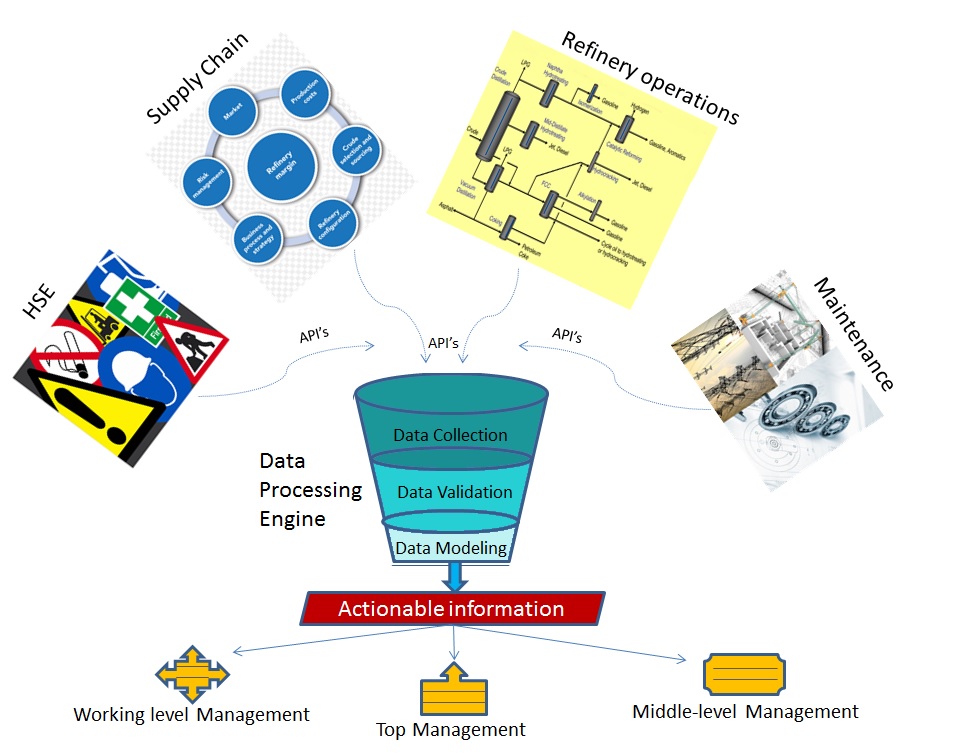 Supply Chain
Market
Production
costs
Crude
selection and
sourcing
Refinery
margin
Risk
management
Business
process and
strategy
Refinery
configuration
Refinery operations
LPG
Crude
Distillation
Naphtha
Hydrotreating
Isomerization
Gasoline
Hydrogen
Catalytic Reforming
Gasoline, Aromatics
Mid-Distillate
Hydrotreating
Jet, Diesel
Crude
LPG
Hydrocracking
Jet, Diesel
Vacuum
Distillation
FCC
Alkylation
Gasoline
Gasoline
Cycle oil to hydrotreating
or hydrocracking
Asphalt
Coking
Petroleum
Coke
HSE
Maintenance
API's
API's
API's
Data
Processing
Engine
Data Collection
Data Validation
Data Modeling
Actionable information
Working level Management
Top Management
Middle-level Management